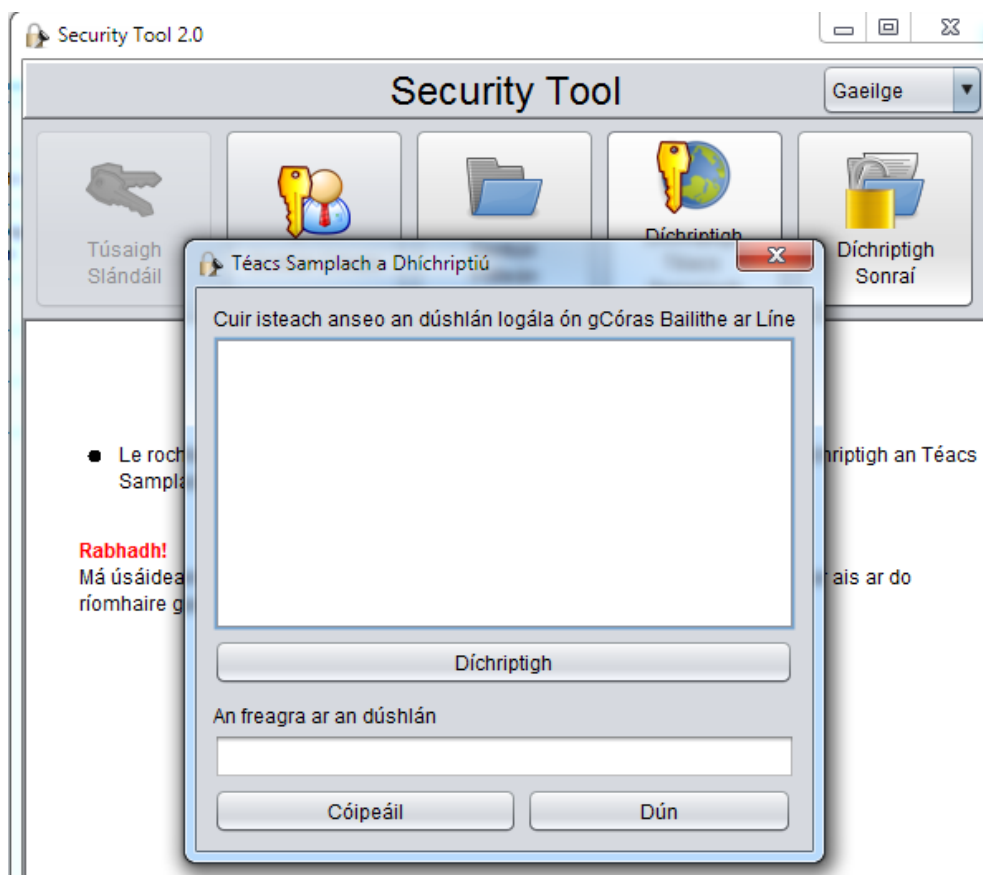 Security Tool 2.0
Security Tool
Gaeilge
Túsaigh
Slándáil
Díchriptigh
Díchriptigh
Sonraí
Téacs Samplach a Dhíchriptiú
Cuir isteach anseo an dúshlán logála ón gCóras Bailithe ar Líne
Le roch
hriptigh an Téacs
Sampla
Rabhadh!
Má úsáidea
r ais ar do
ríomhaire g
Díchriptigh
An freagra ar an dúshlán
Cóipeáil
Dún